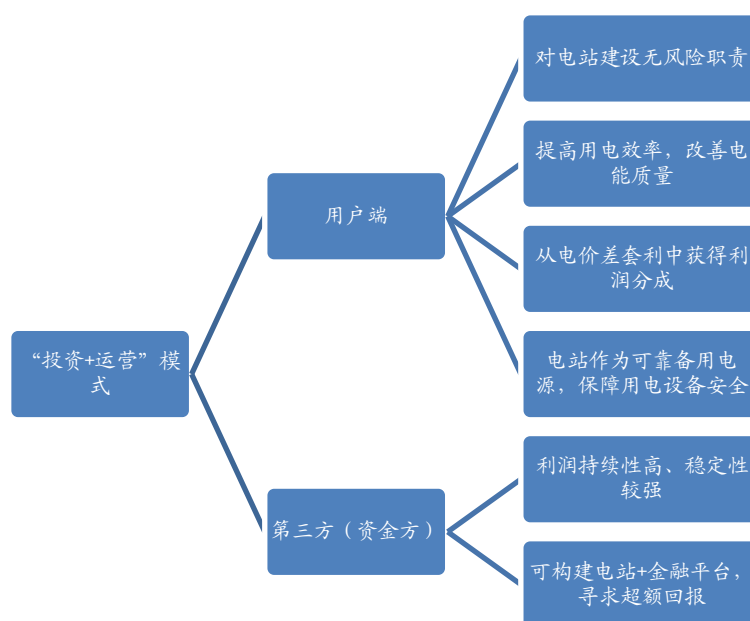 “投资+运营”模
式
用户端
对电站建设无风险职责
提高用电效率，改善电
能质量
从电价差套利中获得利
润分成
电站作为可靠备用电
源，保障用电设备安全
第三方（资金方）
利润持续性高、稳定性
较强
可构建电站+金融平台，
寻求超额回报